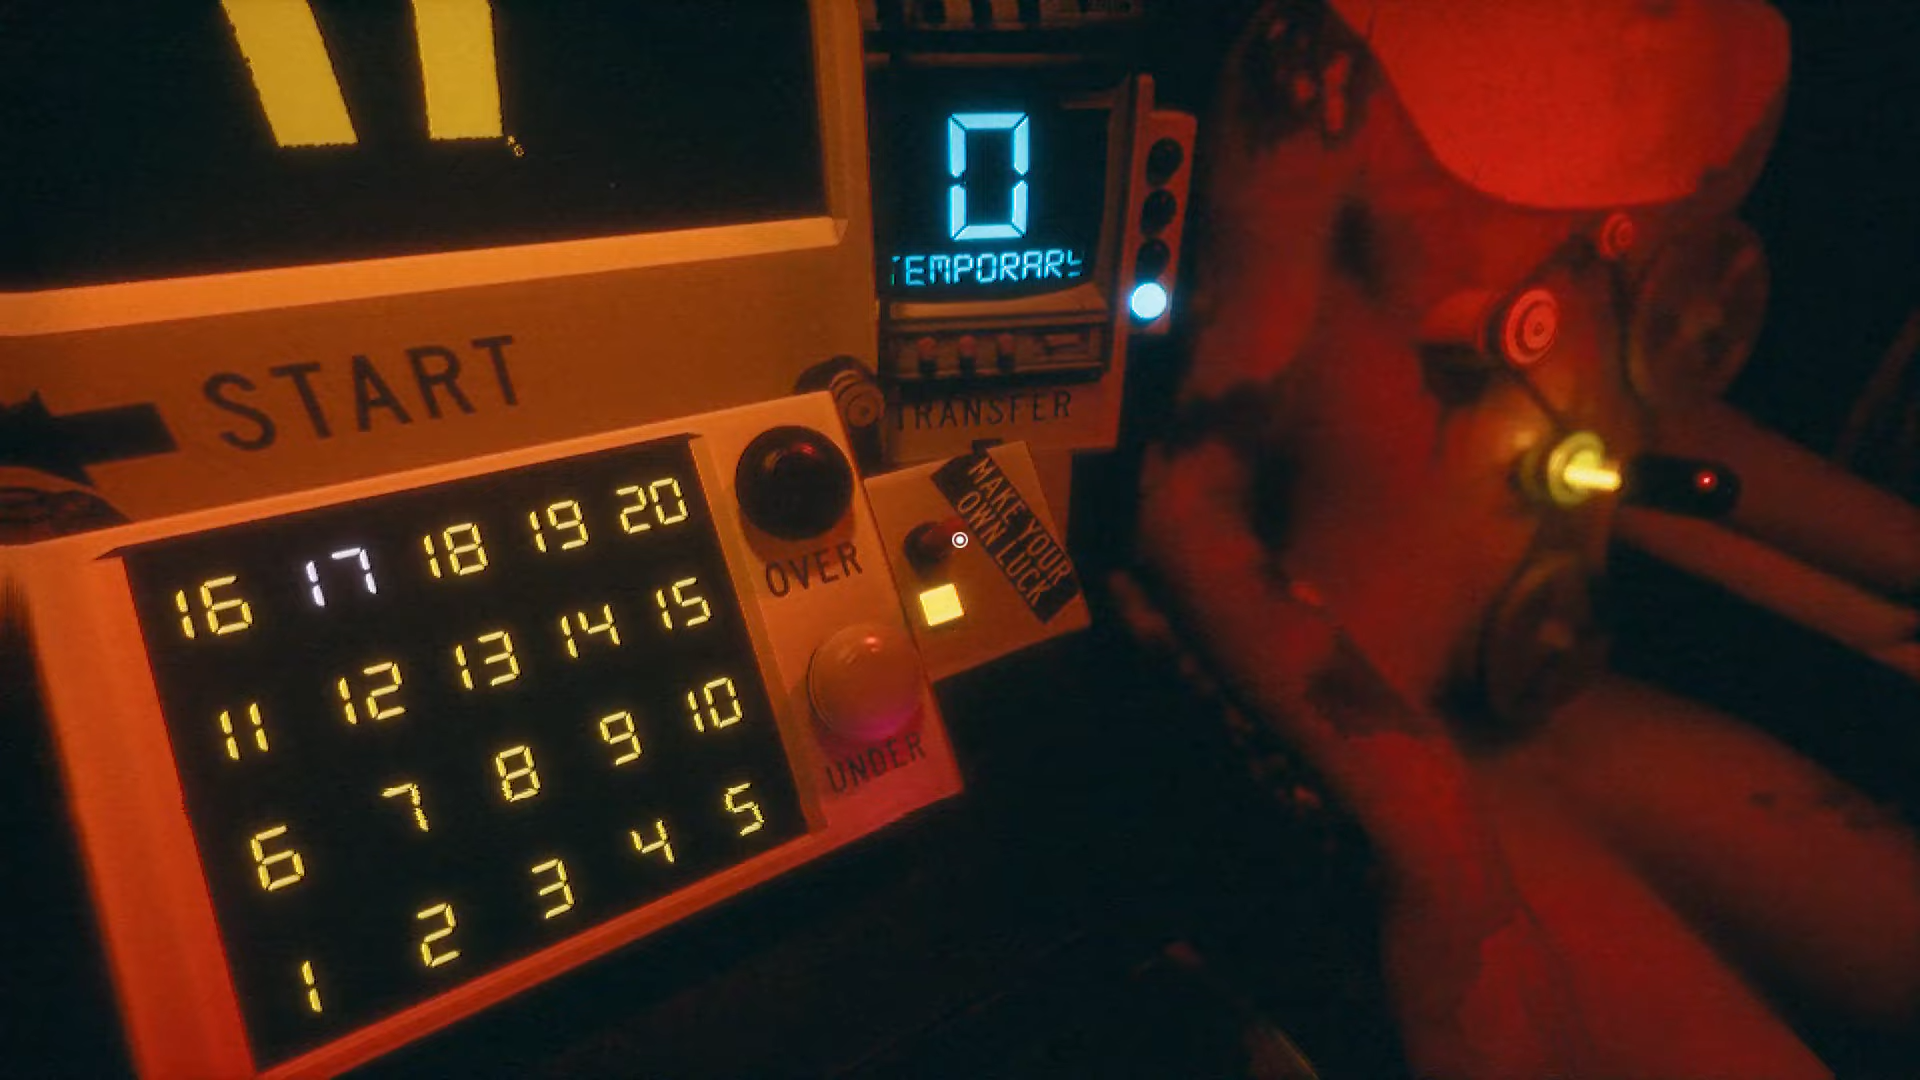 0
TEMPORARY
TRANSFER
START
16 17 18 19 20
11 12 13 14 15
6 7 8 9 10
1 2 3 4 5
OVER
UNDER
MAKE YOUR
OWN LUCK